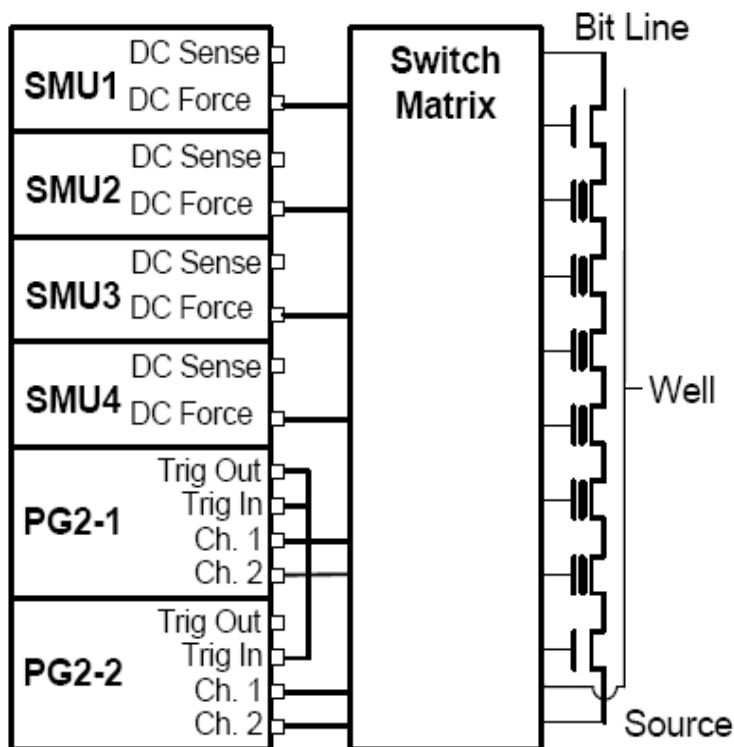 Bit Line
SMU1 DC Sense
DC Force
Switch
Matrix
SMU2 DC Sense
DC Force
SMU3 DC Sense
DC Force
SMU4 DC Sense
DC Force
Well
PG2-1 Trig Out
Trig In
Ch. 1
Ch. 2
PG2-2 Trig Out
Trig In
Ch. 1
Ch. 2
Source